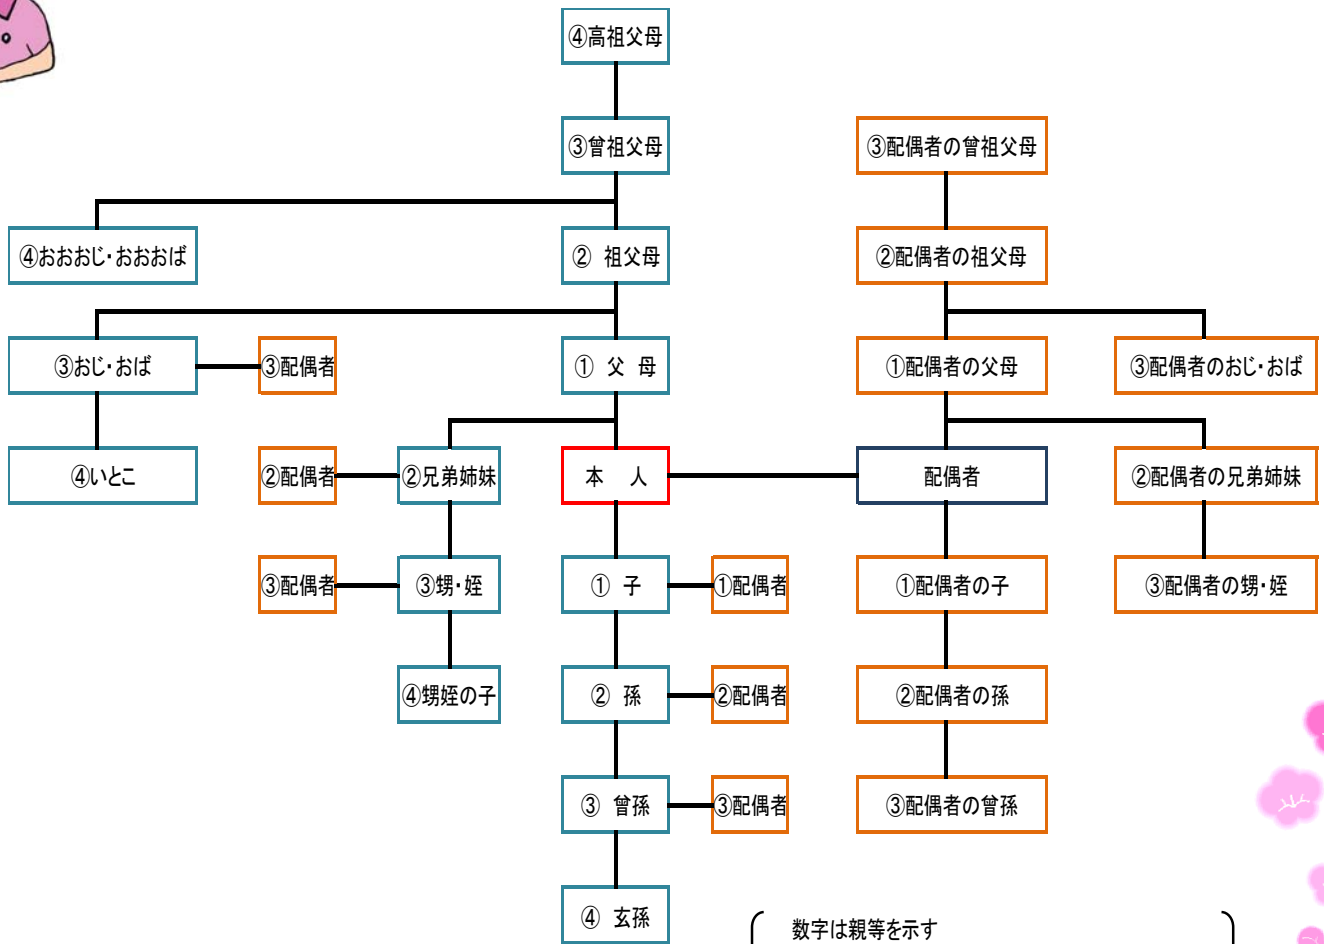 ④高祖父母
③曾祖父母
③配偶者の曾祖父母
④おおおじ・おおおば
② 祖父母
②配偶者の祖父母
③おじ・おば
③配偶者
① 父 母
①配偶者の父母
③配偶者のおじ・おば
④いとこ
②配偶者
②兄弟姉妹
本 人
配偶者
②配偶者の兄弟姉妹
③配偶者
③甥・姪
① 子
①配偶者
①配偶者の子
③配偶者の甥・姪
④甥姪の子
② 孫
②配偶者
②配偶者の孫
③ 曾孫
③配偶者
③配偶者の曾孫
④ 玄孫
数字は親等を示す